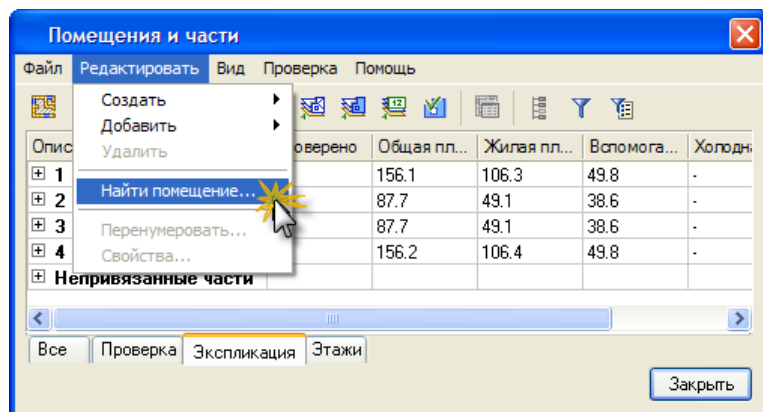 Помещения и части
Файл Редактировать Вид Проверка Помощь
Создать
Добавить
Удалить
Найти помещение...
Перенумеровать...
Свойства...
Опис оверено Общая пл... Жилая пл... Вспомога... Холодн
1 156.1 106.3 49.8 -
2 87.7 49.1 38.6 -
3 87.7 49.1 38.6 -
4 156.2 106.4 49.8 -
Непривязанные части
Все Проверка Экспликация Этажи
Закрыть